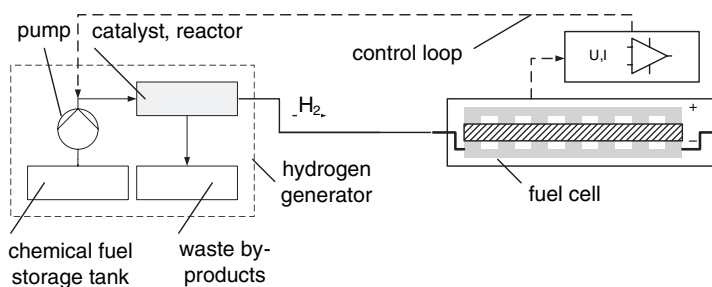 pump
catalyst, reactor
control loop
U,I
H2
+
–
hydrogen
generator
fuel cell
chemical fuel
storage tank
waste by-
products